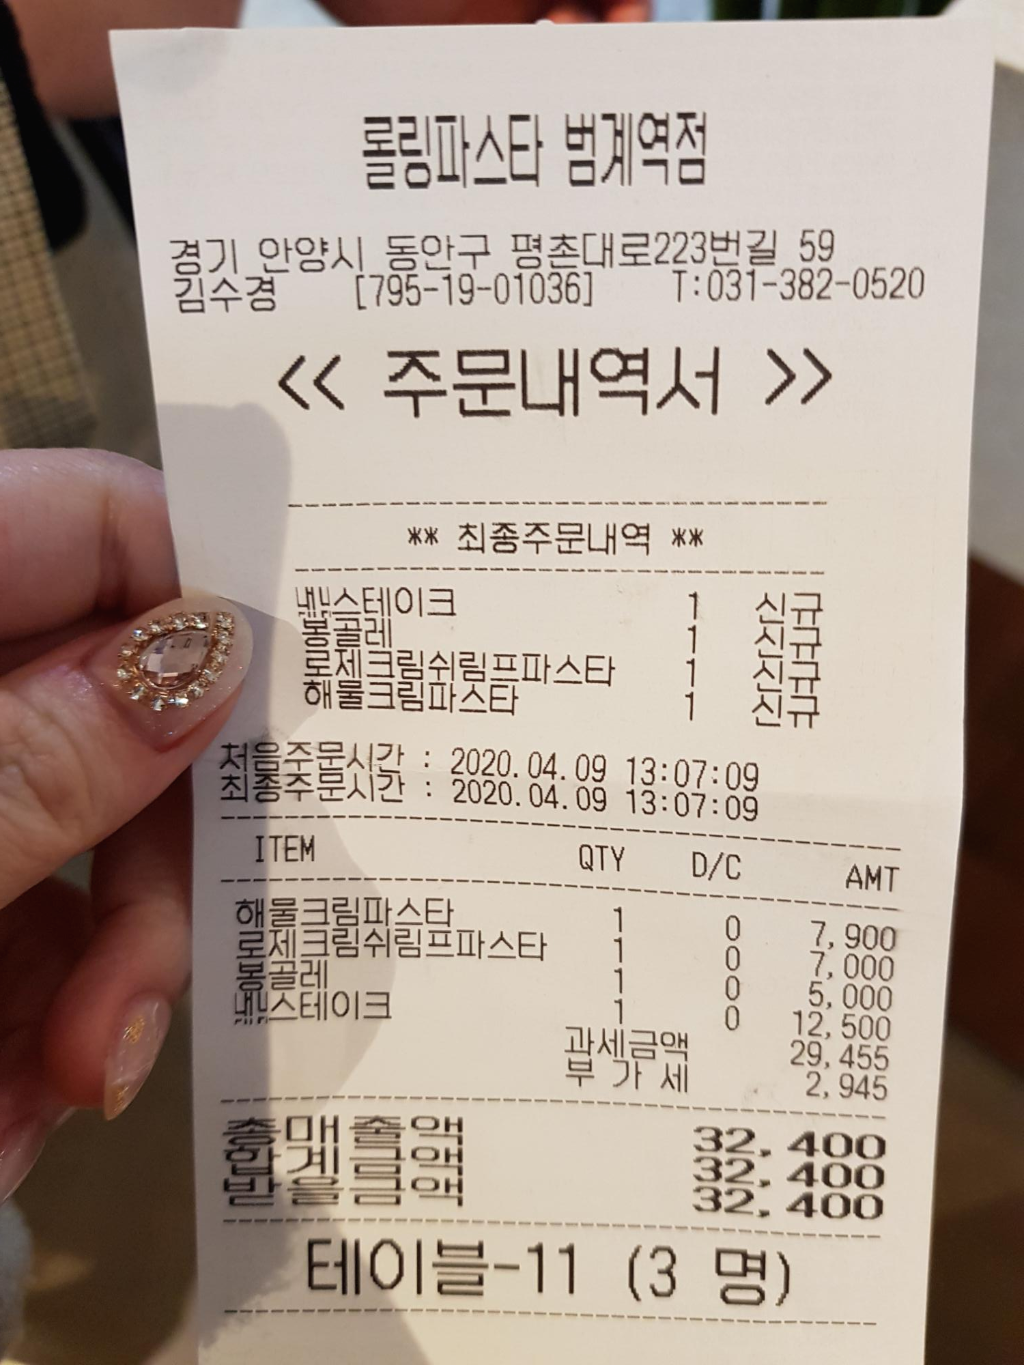 롤링파스타 범계역점
경기 안양시 동안구 평촌대로223번길 59
김수경 [795-19-01036] T:031-382-0520
<< 주문내역서 >>
** 최종주문내역 **
스테이크 1 신규
봉골레 1 신규
로제크림쉬림프파스타 1 신규
해물크림파스타 1 신규
처음주문시간 : 2020.04.09 13:07:09
최종주문시간 : 2020.04.09 13:07:09
ITEM QTY D/C AMT
해물크림파스타 1 0 7,900
로제크림쉬림프파스타 1 0 7,000
봉골레 1 0 5,000
스테이크 1 0 12,500
과세금액 29,455
부 가 세 2,945
총매출액 32,400
합계금액 32,400
받을금액 32,400
테이블-11 (3 명)